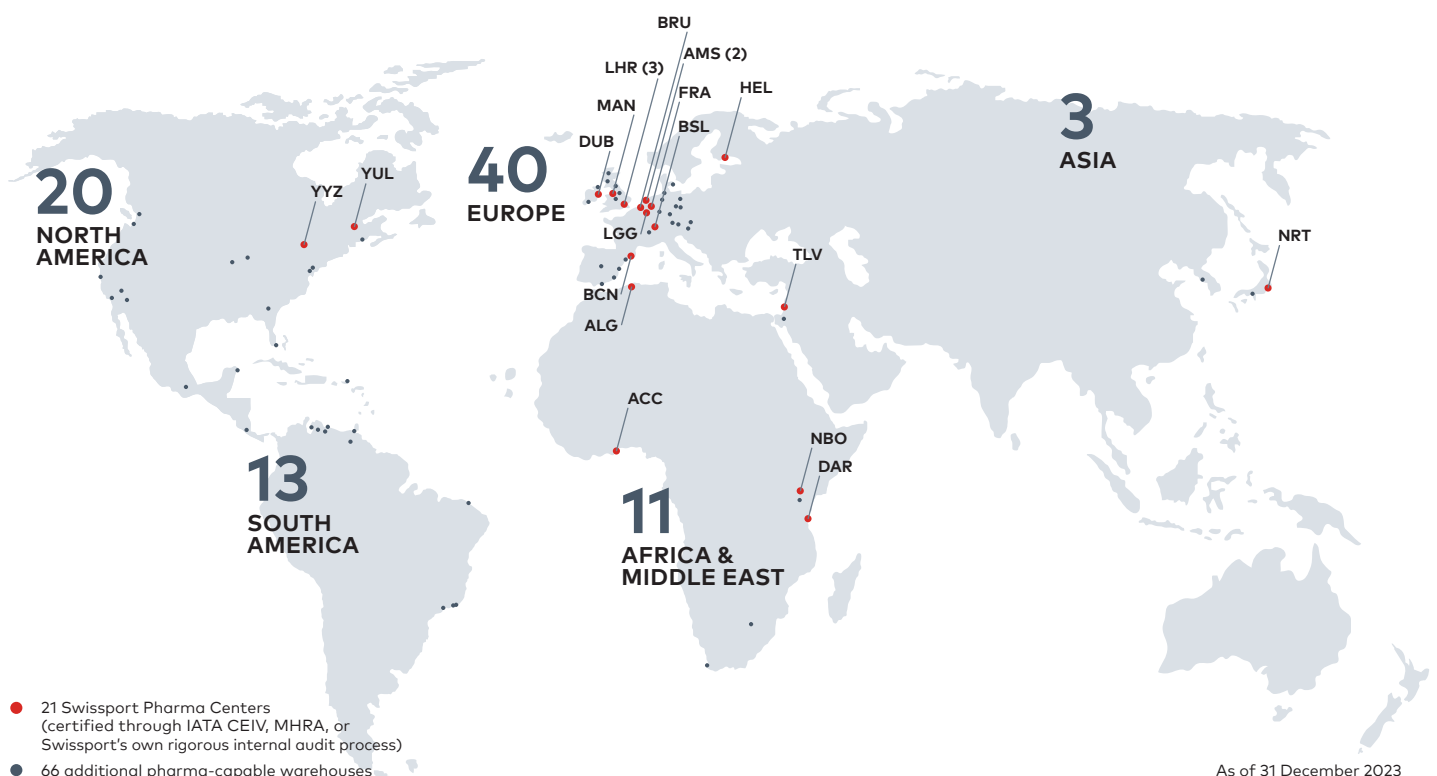 BRU
AMS (2)
LHR (3)
FRA
HEL
MAN
BSL
DUB
3
ASIA
40
EUROPE
20
NORTH
AMERICA
YYZ
YUL
LGG
TLV
NRT
BCN
ALG
ACC
NBO
DAR
13
SOUTH
AMERICA
11
AFRICA &
MIDDLE EAST
21 Swissport Pharma Centers
(certified through IATA CEIV, MHRA, or
Swissport's own rigorous internal audit process)
66 additional pharma-capable warehouses
As of 31 December 2023